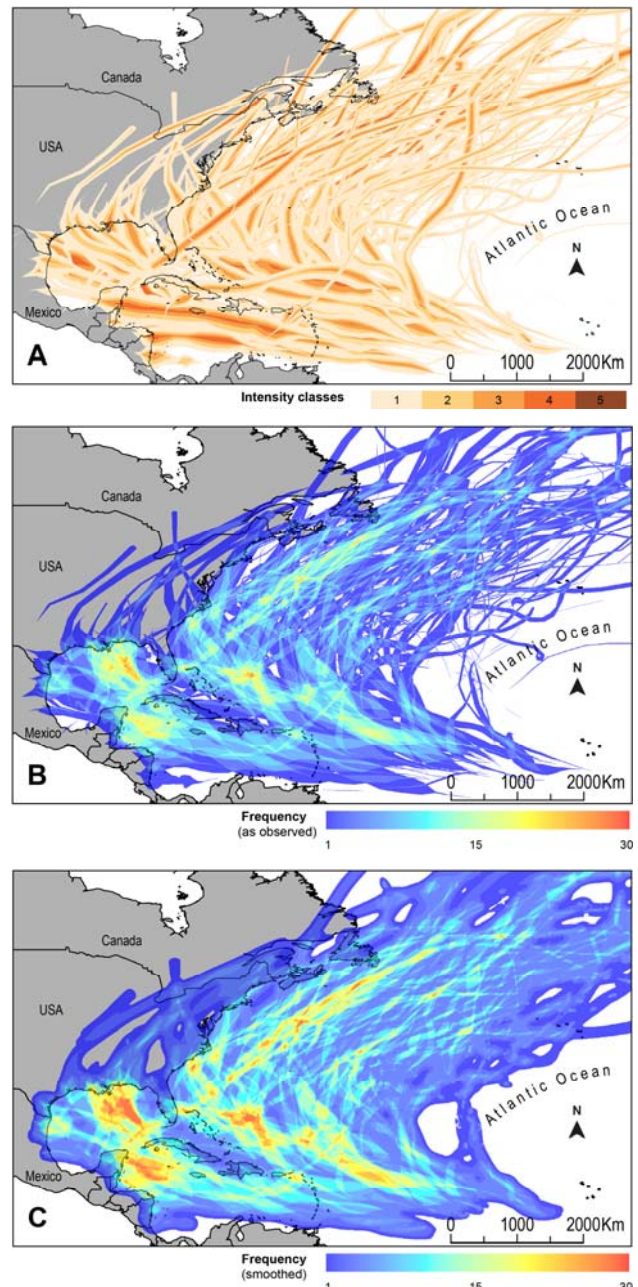 Canada
USA
Atlantic Ocean
N
Mexico
A
0 1000 2000Km
Intensity classes 1 2 3 4 5
Canada
USA
Atlantic Ocean
N
Mexico
B
0 1000 2000Km
Frequency
(as observed)
1 15 30
Canada
USA
Atlantic Ocean
N
Mexico
C
0 1000 2000Km
Frequency
(smoothed)
1 15 30